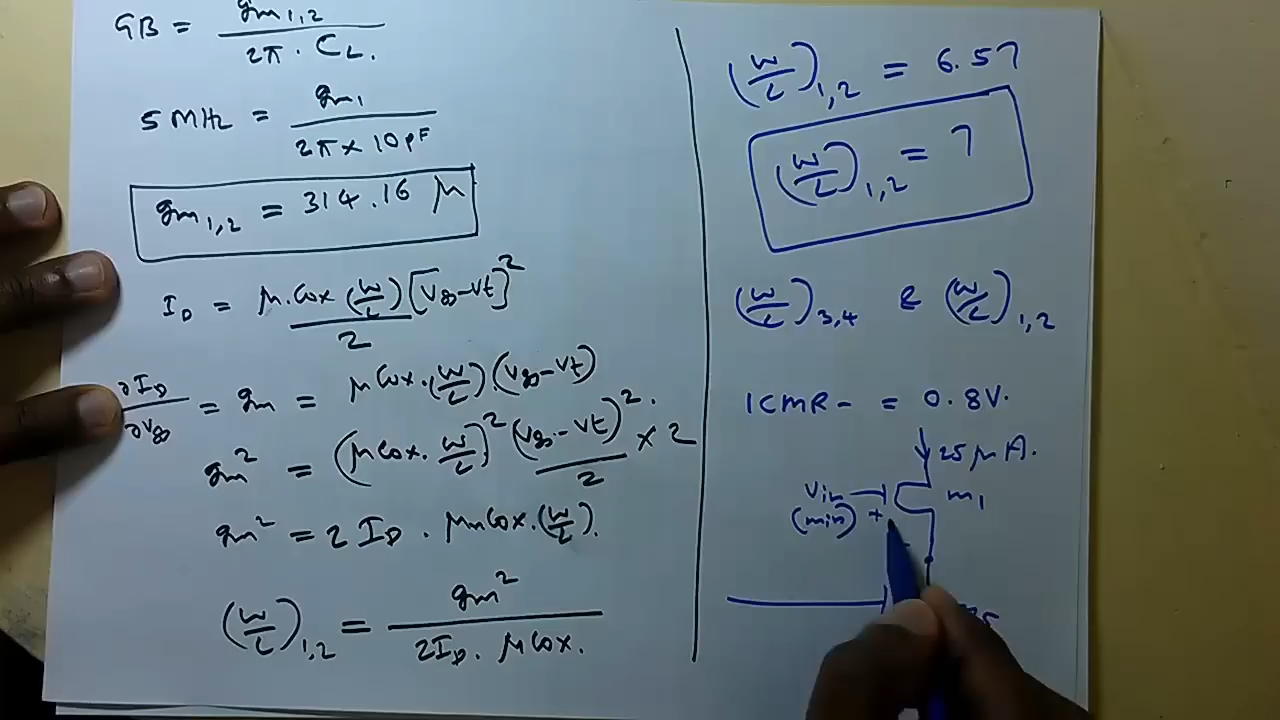 GB = gm1,2 / 2π . CL.
5 MHz = gm1 / 2π × 10 pF
gm1,2 = 314.16 μ
ID = μ.Cox (W/L) [Vgs-Vt]² / 2
∂ID / ∂Vgs = gm = μCox.(W/L).(Vgs-Vt)
gm² = (μCox. W/L)² (Vgs-Vt)² / 2 × 2
gm² = 2 ID . μnCox.(W/L).
(W/L)1,2 = gm² / 2ID. μCox.
(W/L)1,2 = 6.57
(W/L)1,2 = 7
(W/L)3,4 & (W/L)1,2
ICMR- = 0.8V.
25 μA.
Vin m1
(min) +
-